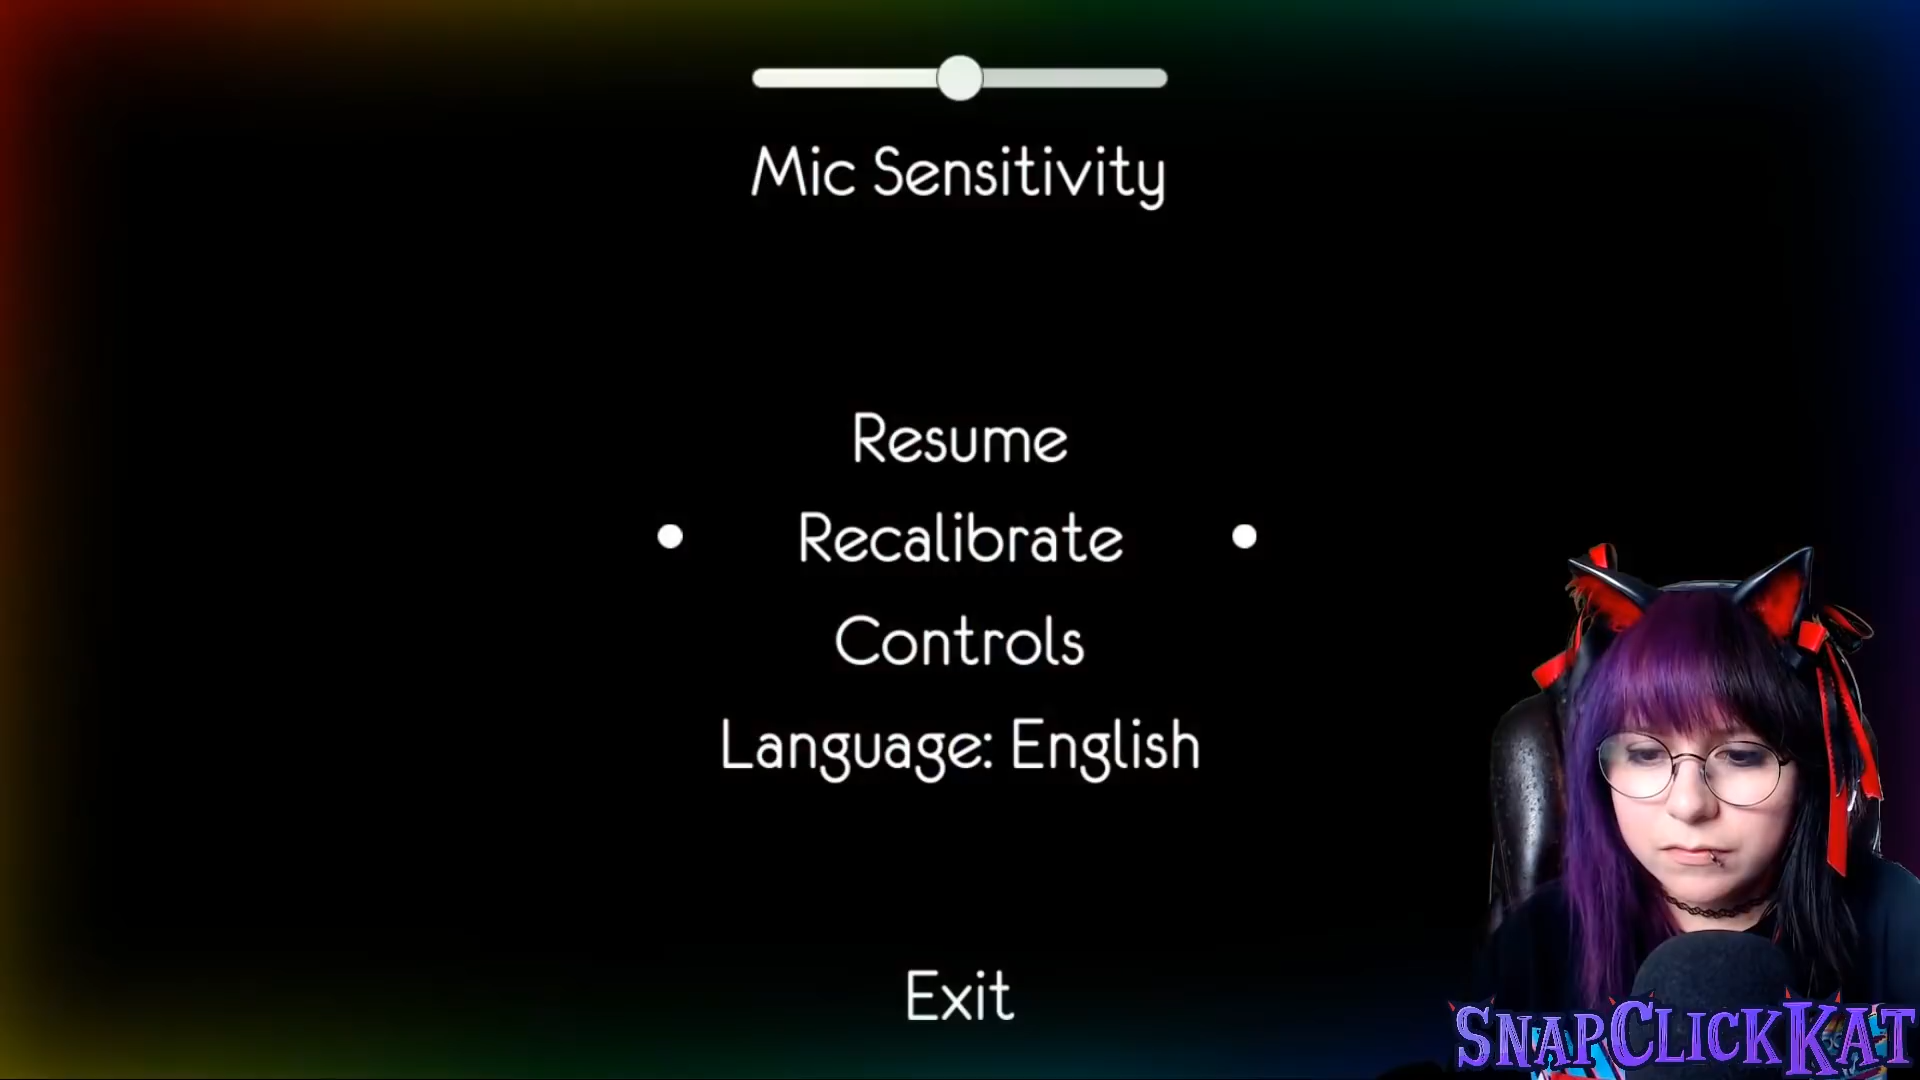 Mic Sensitivity
Resume
Recalibrate
Controls
Language: English
Exit
SNAPCLICKKAT